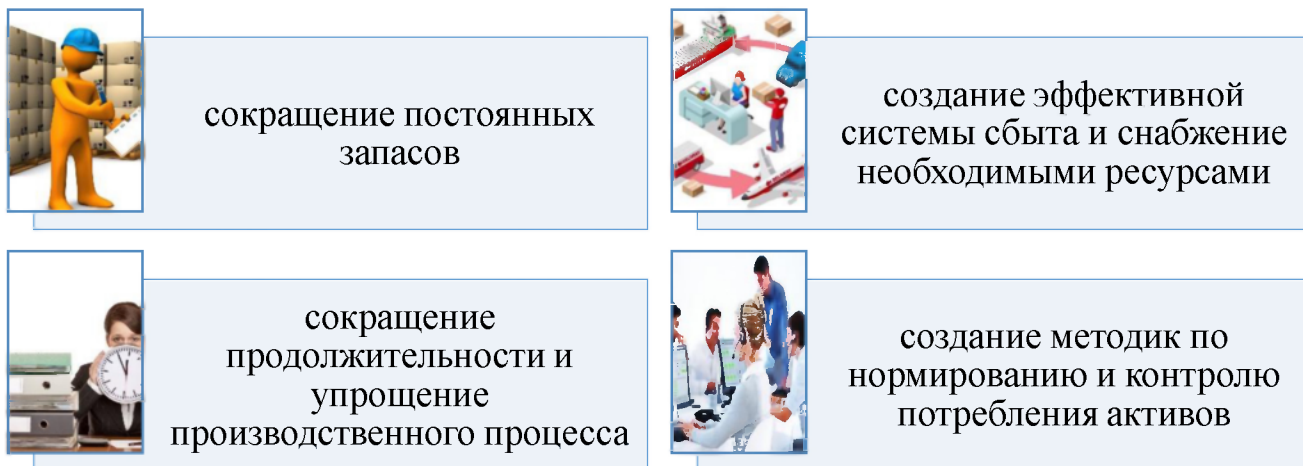 сокращение постоянных
запасов
создание эффективной
системы сбыта и снабжение
необходимыми ресурсами
сокращение
продолжительности и
упрощение
производственного процесса
создание методик по
нормированию и контролю
потребления активов